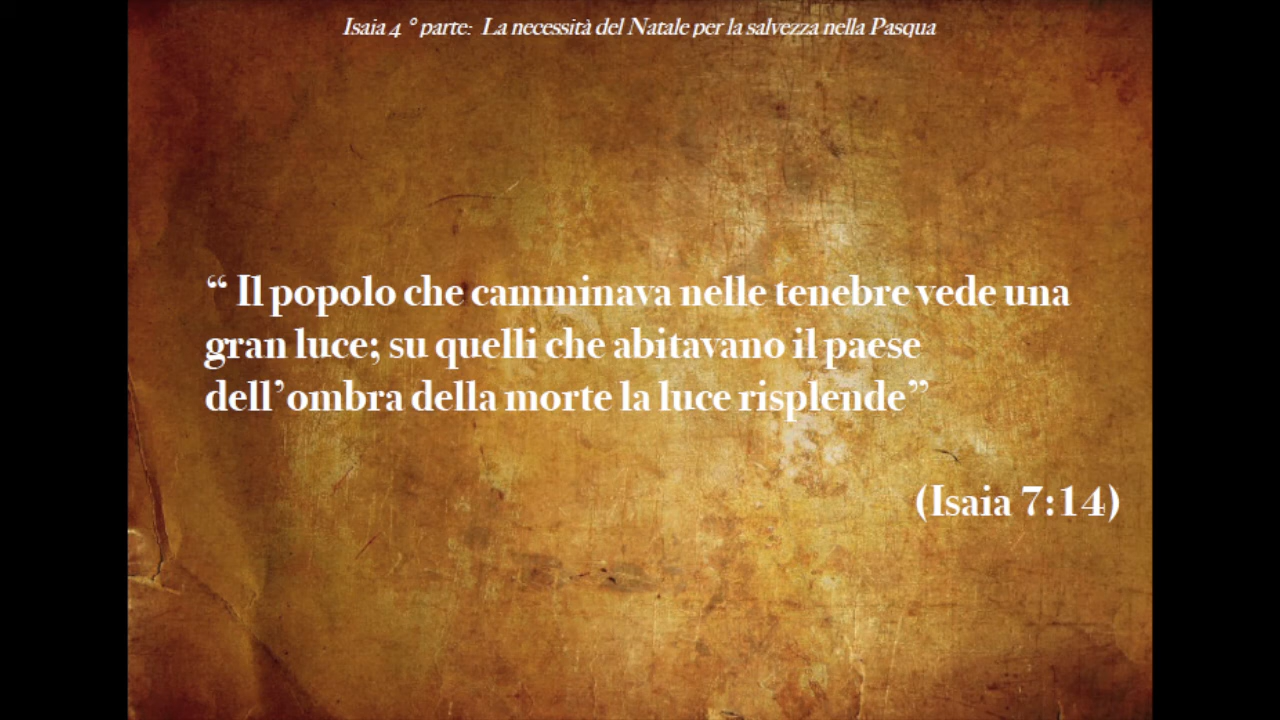 Isaia 4 ° parte: La necessità del Natale per la salvezza nella Pasqua
“ Il popolo che camminava nelle tenebre vede una
gran luce; su quelli che abitavano il paese
dell’ombra della morte la luce risplende”
(Isaia 7:14)